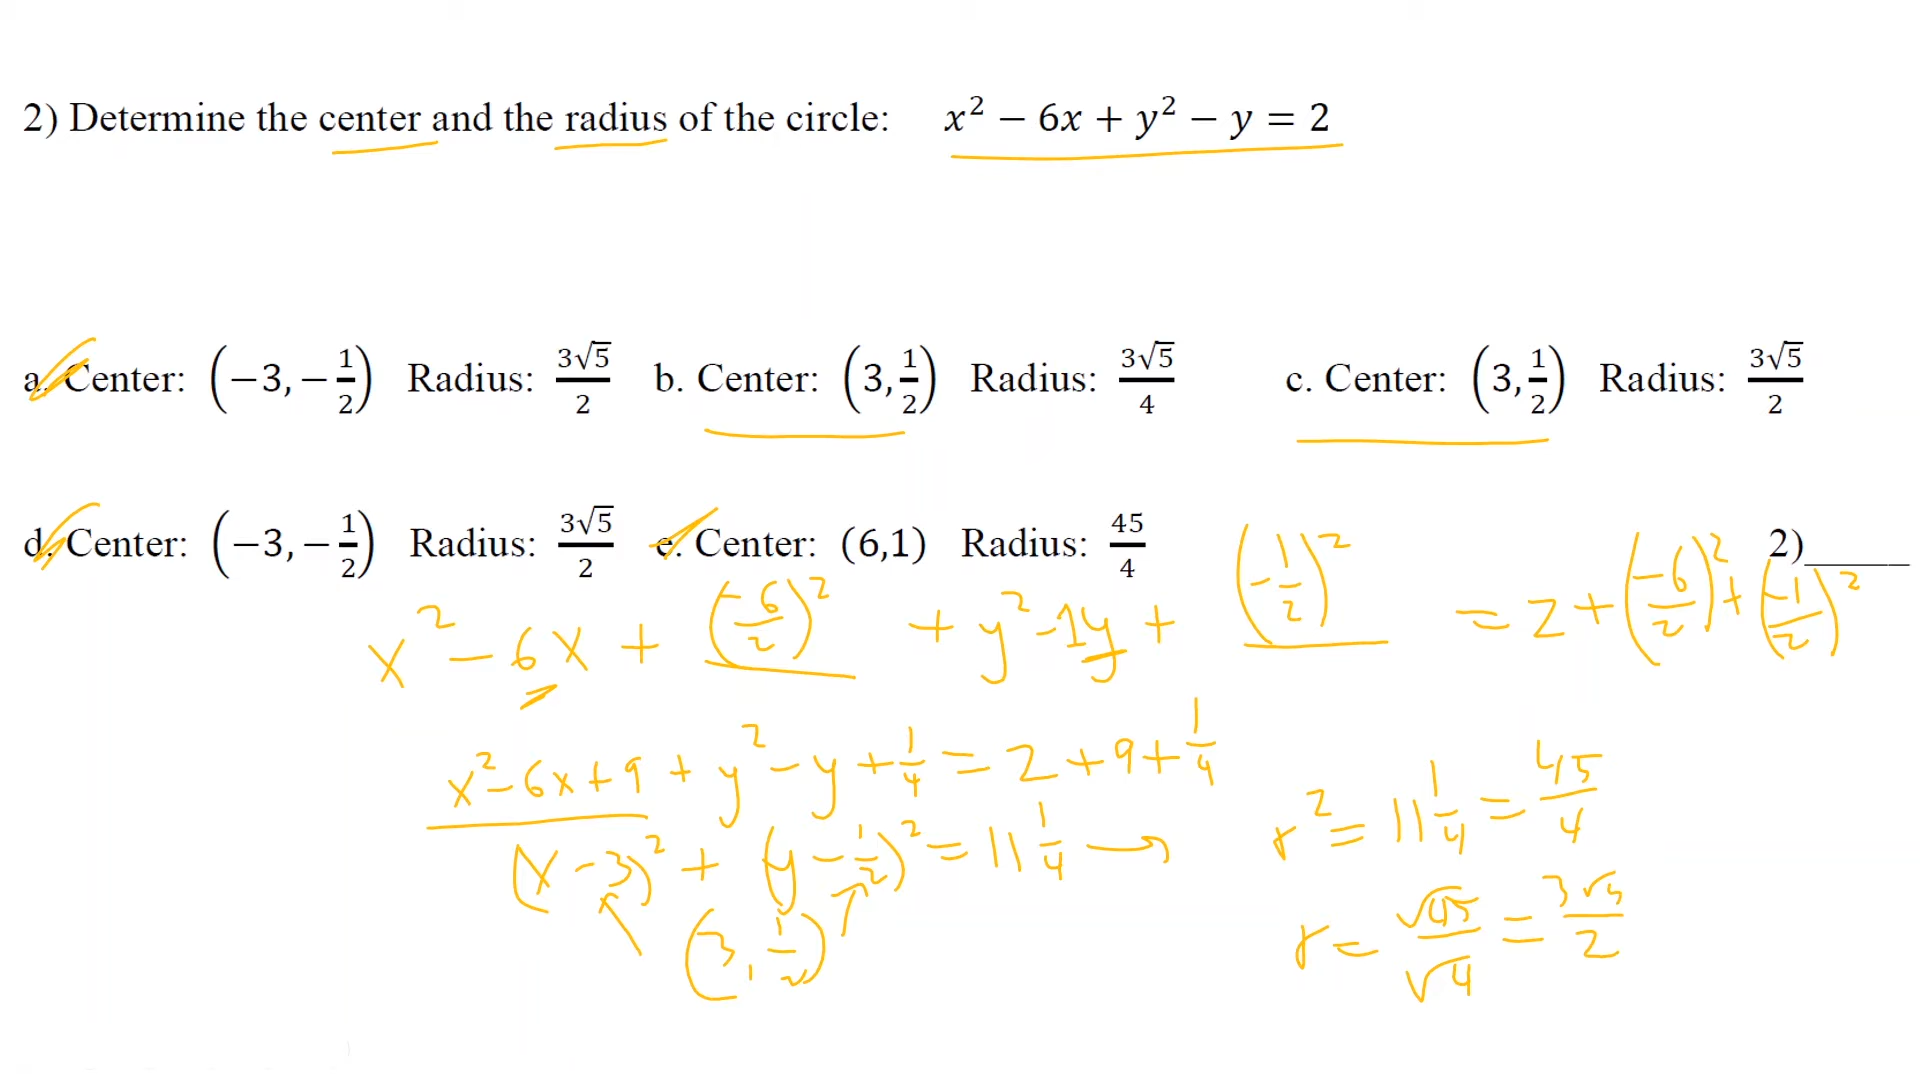 2) Determine the center and the radius of the circle: x² − 6x + y² − y = 2
a. Center: (−3, −1/2) Radius: 3√5/2 b. Center: (3, 1/2) Radius: 3√5/4 c. Center: (3, 1/2) Radius: 3√5/2
d. Center: (−3, −1/2) Radius: 3√5/2 e. Center: (6,1) Radius: 45/4 2)_____
x² − 6x + (−6/2)² + y² − 1y + (−1/2)² = 2 + (−6/2)² + (−1/2)²
x² − 6x + 9 + y² − y + 1/4 = 2 + 9 + 1/4
(x − 3)² + (y − 1/2)² = 11 1/4 → r² = 11 1/4 = 45/4
(3, 1/2) r = √45/√4 = 3√5/2